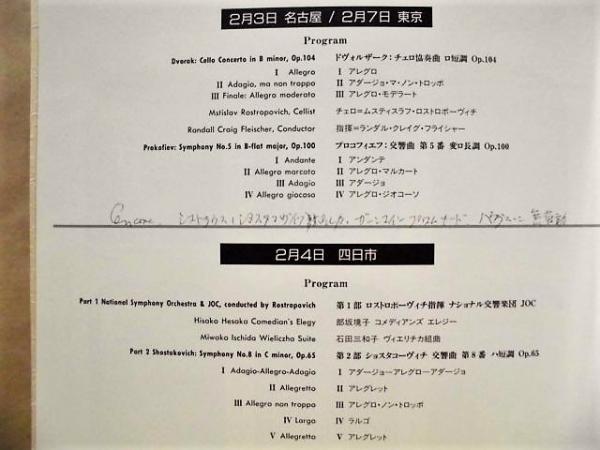 2月3日 名古屋 / 2月7日 東京
Program
Dvorak: Cello Concerto in B minor, Op.104 ドヴォルザーク：チェロ協奏曲 ロ短調 Op.104
I Allegro I アレグロ
II Adagio, ma non troppo II アダージョ・マ・ノン・トロッポ
III Finale: Allegro moderato III アレグロ・モデラート
Mstislav Rostropovich, Cellist チェロ=ムスティスラフ・ロストロポーヴィチ
Randall Craig Fleischer, Conductor 指揮=ランダル・クレイグ・フライシャー
Prokofiev: Symphony No.5 in B-flat major, Op.100 プロコフィエフ：交響曲 第5番 変ロ長調 Op.100
I Andante I アンダンテ
II Allegro marcato II アレグロ・マルカート
III Adagio III アダージョ
IV Allegro giocoso IV アレグロ・ジオコーソ
Encore
2月4日 四日市
Program
Part 1 National Symphony Orchestra & JOC, conducted by Rostropovich 第1部 ロストロポーヴィチ指揮 ナショナル交響楽団 JOC
Hisako Hesaka Comedian's Elegy 部坂境子 コメディアンズ エレジー
Miwako Ischida Wieliczha Suite 石田三和子 ヴィエリチカ組曲
Part 2 Shostakovich: Symphony No.8 in C minor, Op.65 第2部 ショスタコーヴィチ 交響曲 第8番 ハ短調 Op.65
I Adagio-Allegro-Adagio I アダージョーアレグローアダージョ
II Allegretto II アレグレット
III Allegro non troppo III アレグロ・ノン・トロッポ
IV Largo IV ラルゴ
V Allegretto V アレグレット